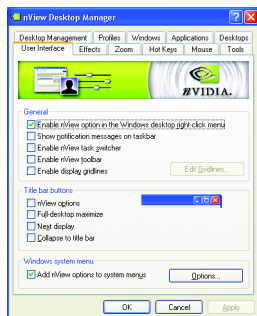 nView Desktop Manager
Desktop Management Profiles Windows Applications Desktops
User Interface Effects Zoom Hot Keys Mouse Tools
nVIDIA.
General
Enable nView option in the Windows desktop right-click menu
Show notification messages on taskbar
Enable nView task switcher
Enable nView toolbar
Enable display gridlines
Edit Gridlines...
Title bar buttons
nView options
Full-desktop maximize
Next display
Collapse to title bar
Windows system menu
Add nView options to system menus
Options...
OK Cancel Apply